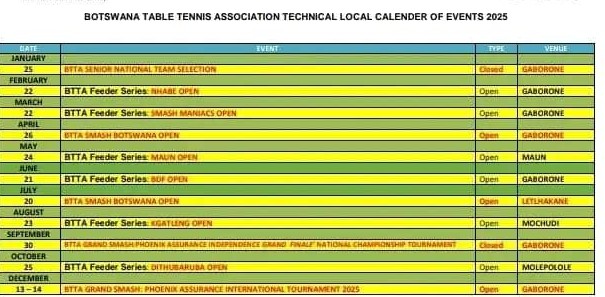 BOTSWANA TABLE TENNIS ASSOCIATION TECHNICAL LOCAL CALENDER OF EVENTS 2025
DATE EVENT TYPE VENUE
JANUARY
25 BTTA SENIOR NATIONAL TEAM SELECTION Closed GABORONE
FEBRUARY
22 BTTA Feeder Series: NHABE OPEN Open GABORONE
MARCH
22 BTTA Feeder Series: SMASH MANIACS OPEN Open GABORONE
APRIL
26 BTTA SMASH BOTSWANA OPEN Open GABORONE
MAY
24 BTTA Feeder Series: MAUN OPEN Open MAUN
JUNE
21 BTTA Feeder Series: BDF OPEN Open GABORONE
JULY
20 BTTA SMASH BOTSWANA OPEN Open LETLHAKANE
AUGUST
23 BTTA Feeder Series: KGATLENG OPEN Open MOCHUDI
SEPTEMBER
30 BTTA GRAND SMASH:PHOENIX ASSURANCE INDEPENDENCE GRAND FINALE' NATIONAL CHAMPIONSHIP TOURNAMENT Closed GABORONE
OCTOBER
25 BTTA Feeder Series: DITHUBARUBA OPEN Open MOLEPOLOLE
DECEMBER
13 – 14 BTTA GRAND SMASH: PHOENIX ASSURANCE INTERNATIONAL TOURNAMENT 2025 Open GABORONE